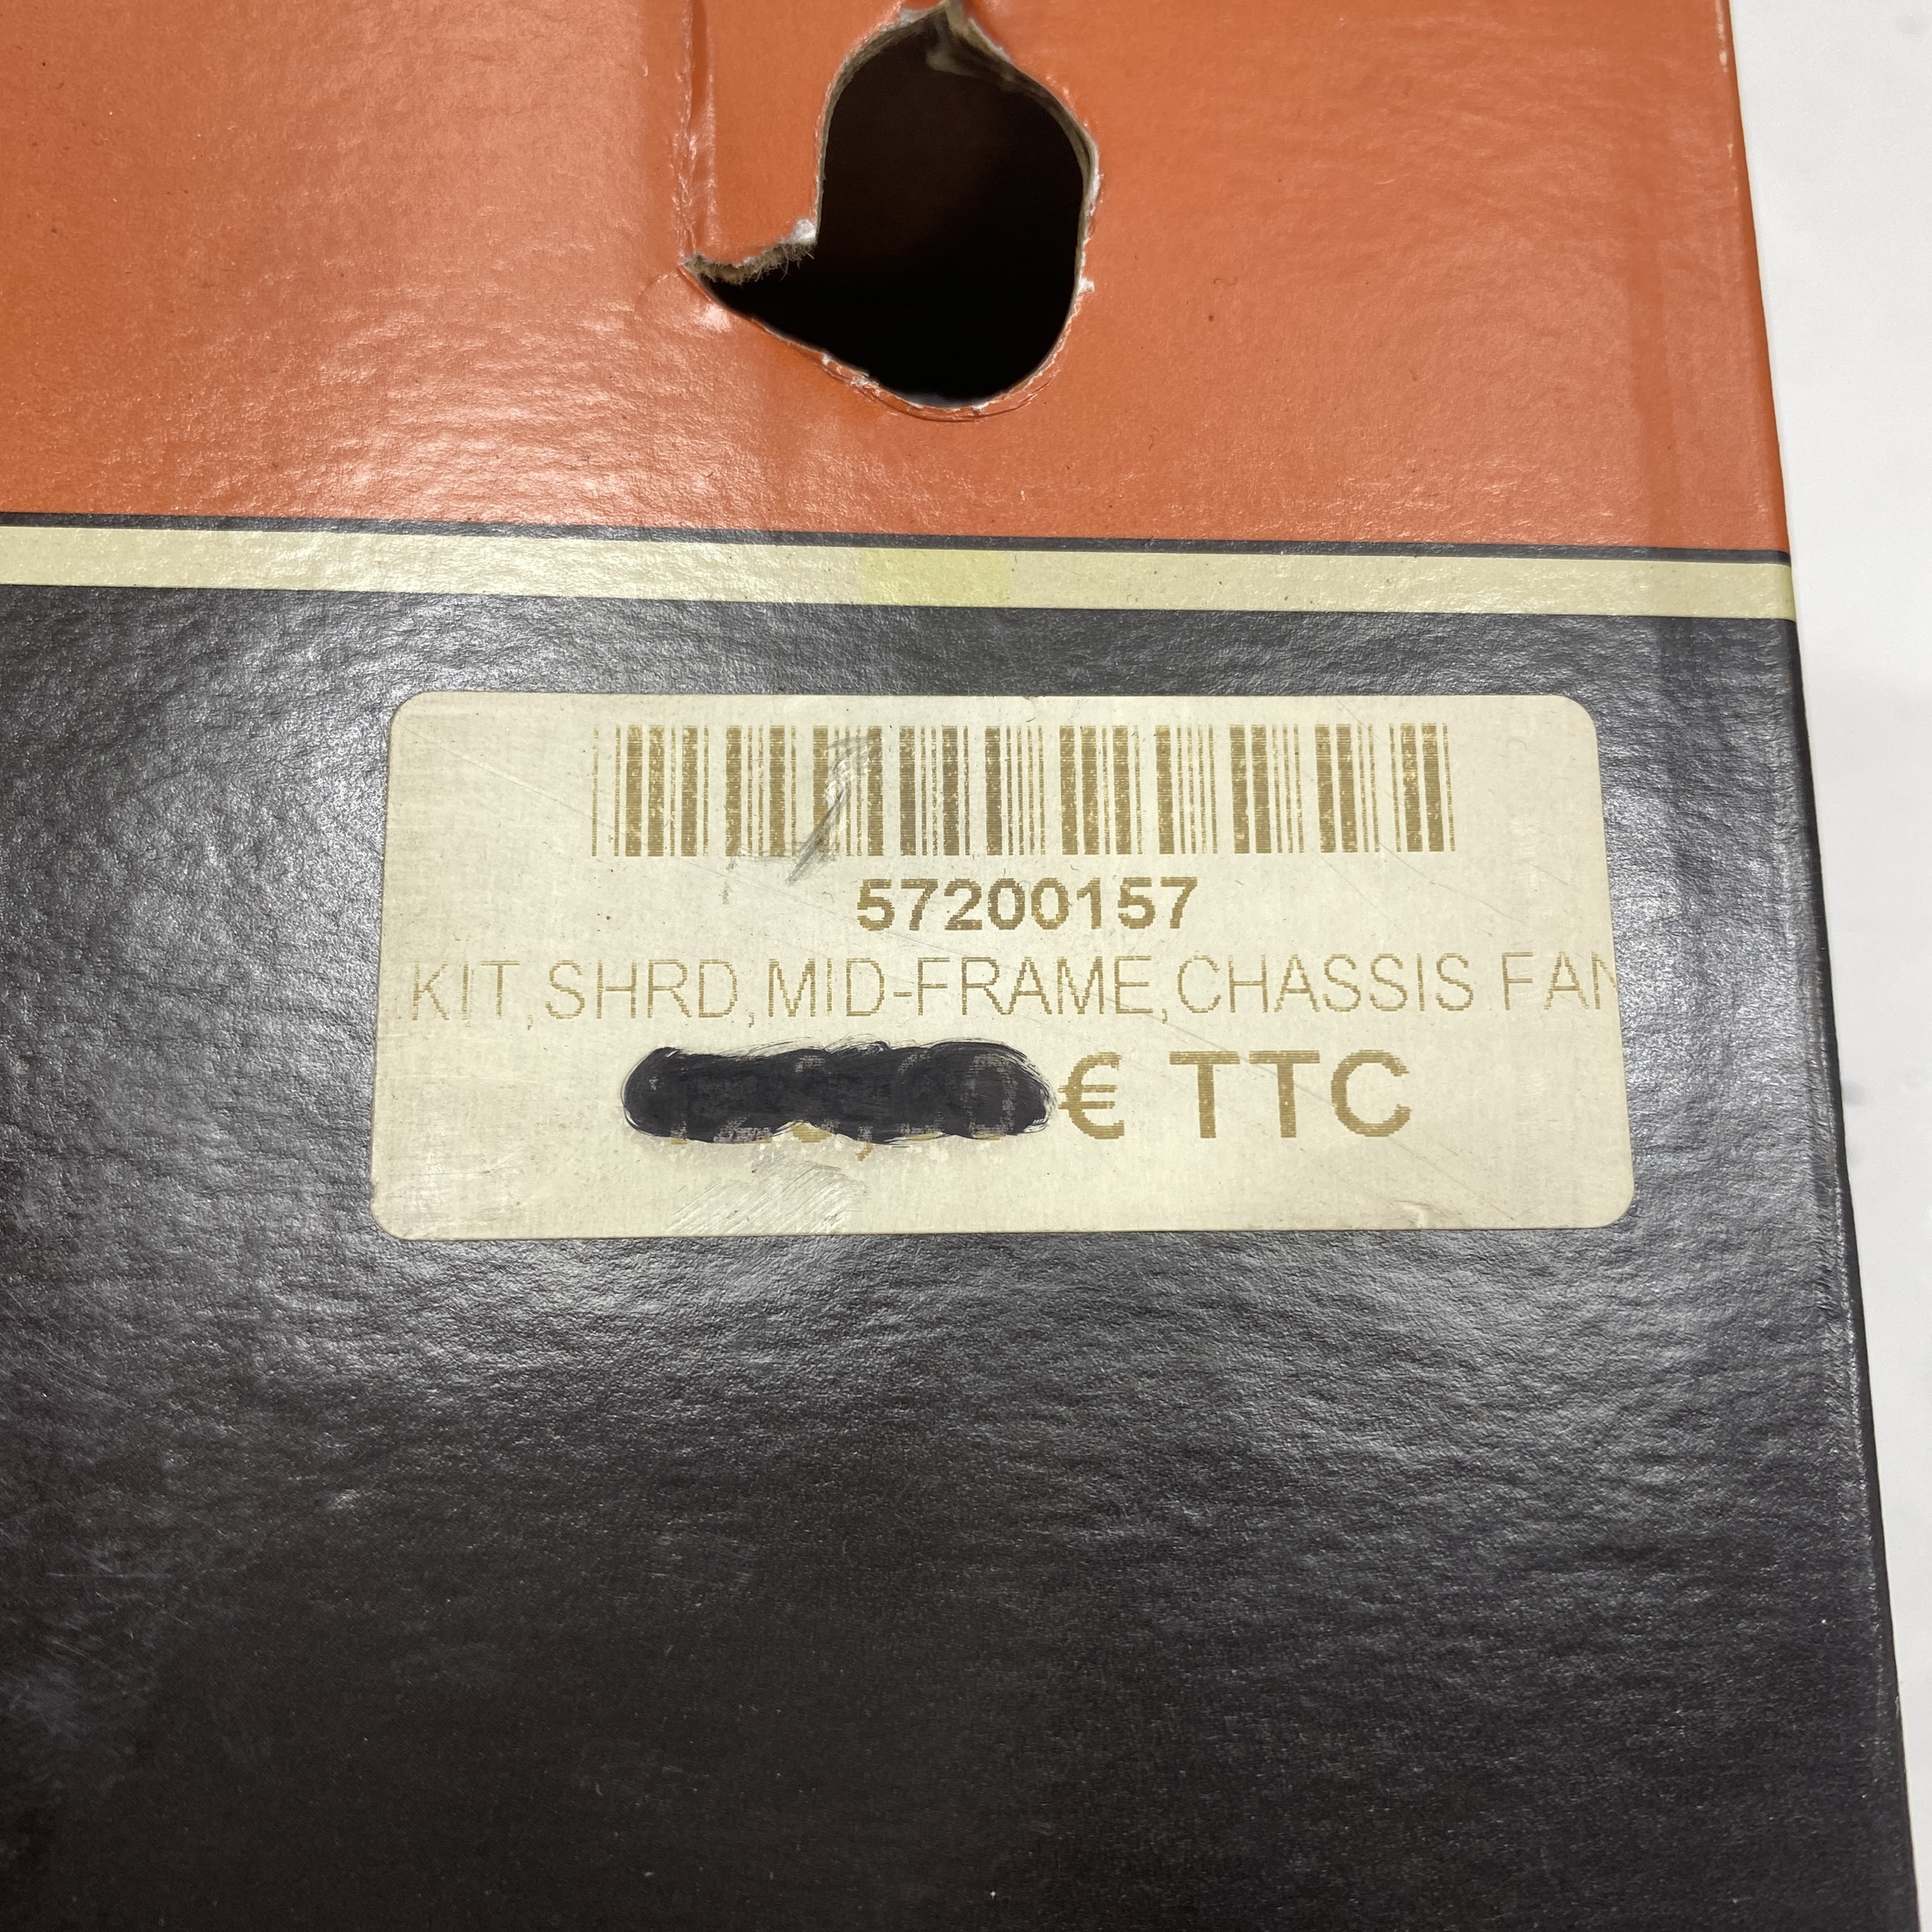 57200157
KIT,SHRD,MID-FRAME,CHASSIS FAN
€ TTC